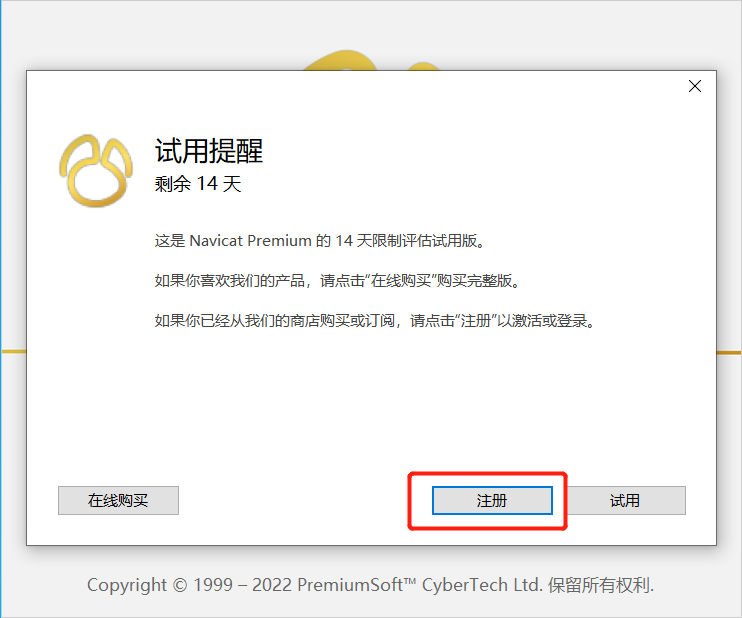 试用提醒
剩余 14 天
这是 Navicat Premium 的 14 天限制评估试用版。
如果你喜欢我们的产品，请点击“在线购买”购买完整版。
如果你已经从我们的商店购买或订阅，请点击“注册”以激活或登录。
在线购买
注册
试用
Copyright © 1999 – 2022 PremiumSoft™ CyberTech Ltd. 保留所有权利.